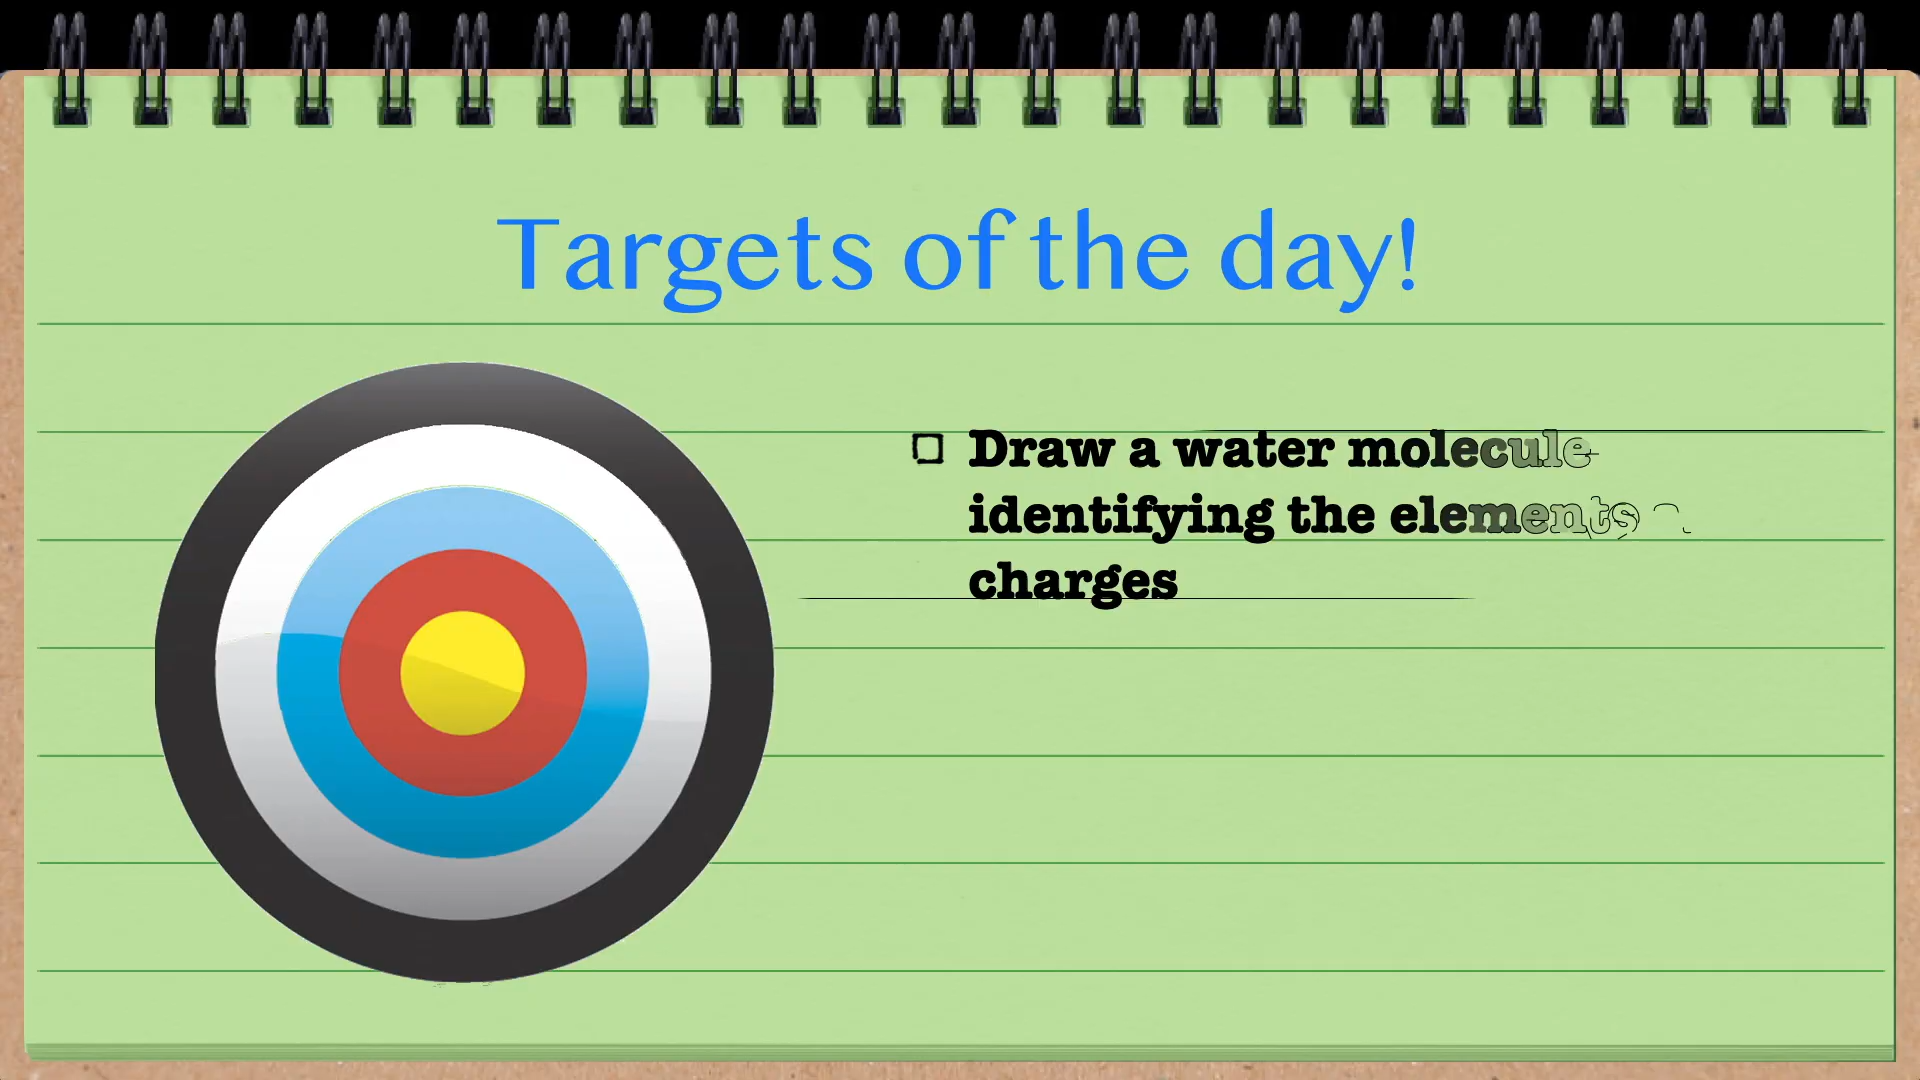 Targets of the day!
Draw a water molecule
identifying the elements
charges